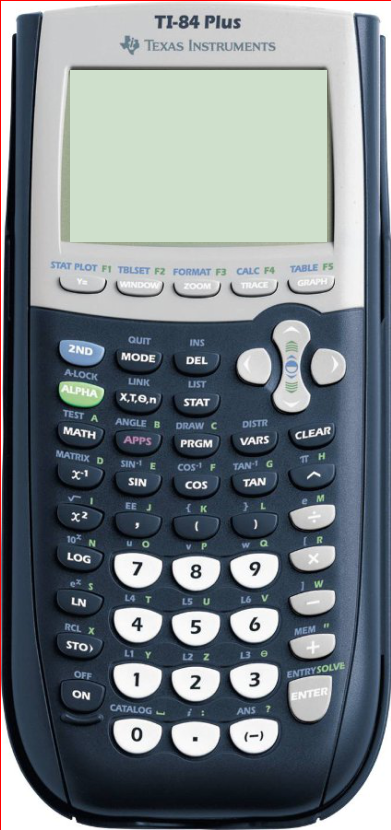 TI-84 Plus
TEXAS INSTRUMENTS
STAT PLOT F1 TBLSET F2 FORMAT F3 CALC F4 TABLE F5
Y= WINDOW ZOOM TRACE GRAPH
QUIT INS
2ND MODE DEL
A-LOCK LINK LIST
ALPHA X,T,Θ,n STAT
TEST A ANGLE B DRAW C DISTR
MATH APPS PRGM VARS CLEAR
MATRIX D SIN⁻¹ E COS⁻¹ F TAN⁻¹ G π H
x⁻¹ SIN COS TAN ^
√ I EE J { K } L e M
x² , ( ) ÷
10ˣ N u O v P w Q [ R
LOG 7 8 9 ×
eˣ S L4 T L5 U L6 V ] W
LN 4 5 6 −
RCL X L1 Y L2 Z L3 θ MEM "
STO› 1 2 3 +
OFF CATALOG ⎵ i : ANS ? ENTRY SOLVE
ON 0 . (−) ENTER